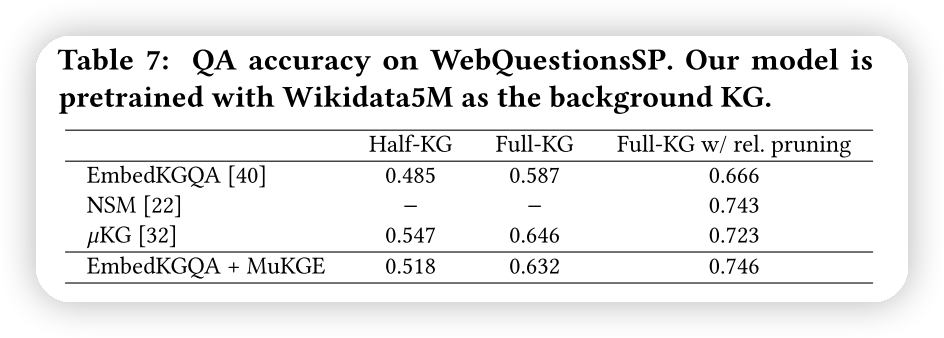 Table 7: QA accuracy on WebQuestionsSP. Our model is
pretrained with Wikidata5M as the background KG.
Half-KG Full-KG Full-KG w/ rel. pruning
EmbedKGQA [40] 0.485 0.587 0.666
NSM [22] – – 0.743
μKG [32] 0.547 0.646 0.723
EmbedKGQA + MuKGE 0.518 0.632 0.746